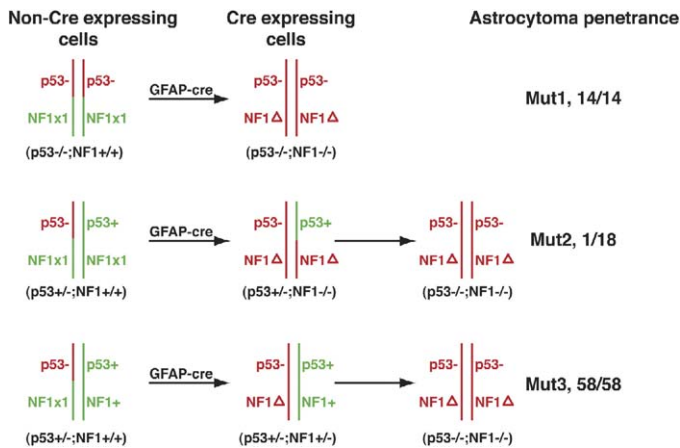 Non-Cre expressing cells
Cre expressing cells
Astrocytoma penetrance
p53- p53- GFAP-cre p53- p53-
NF1x1 NF1x1 NF1Δ NF1Δ
Mut1, 14/14
(p53-/-;NF1+/+) (p53-/-;NF1-/-)
p53- p53+ GFAP-cre p53- p53+ p53- p53-
Mut2, 1/18
NF1x1 NF1x1 NF1Δ NF1Δ NF1Δ NF1Δ
(p53+/-;NF1+/+) (p53+/-;NF1-/-) (p53-/-;NF1-/-)
p53- p53+ GFAP-cre p53- p53+ p53- p53-
Mut3, 58/58
NF1x1 NF1+ NF1Δ NF1+ NF1Δ NF1Δ
(p53+/-;NF1+/+) (p53+/-;NF1+/-) (p53-/-;NF1-/-)